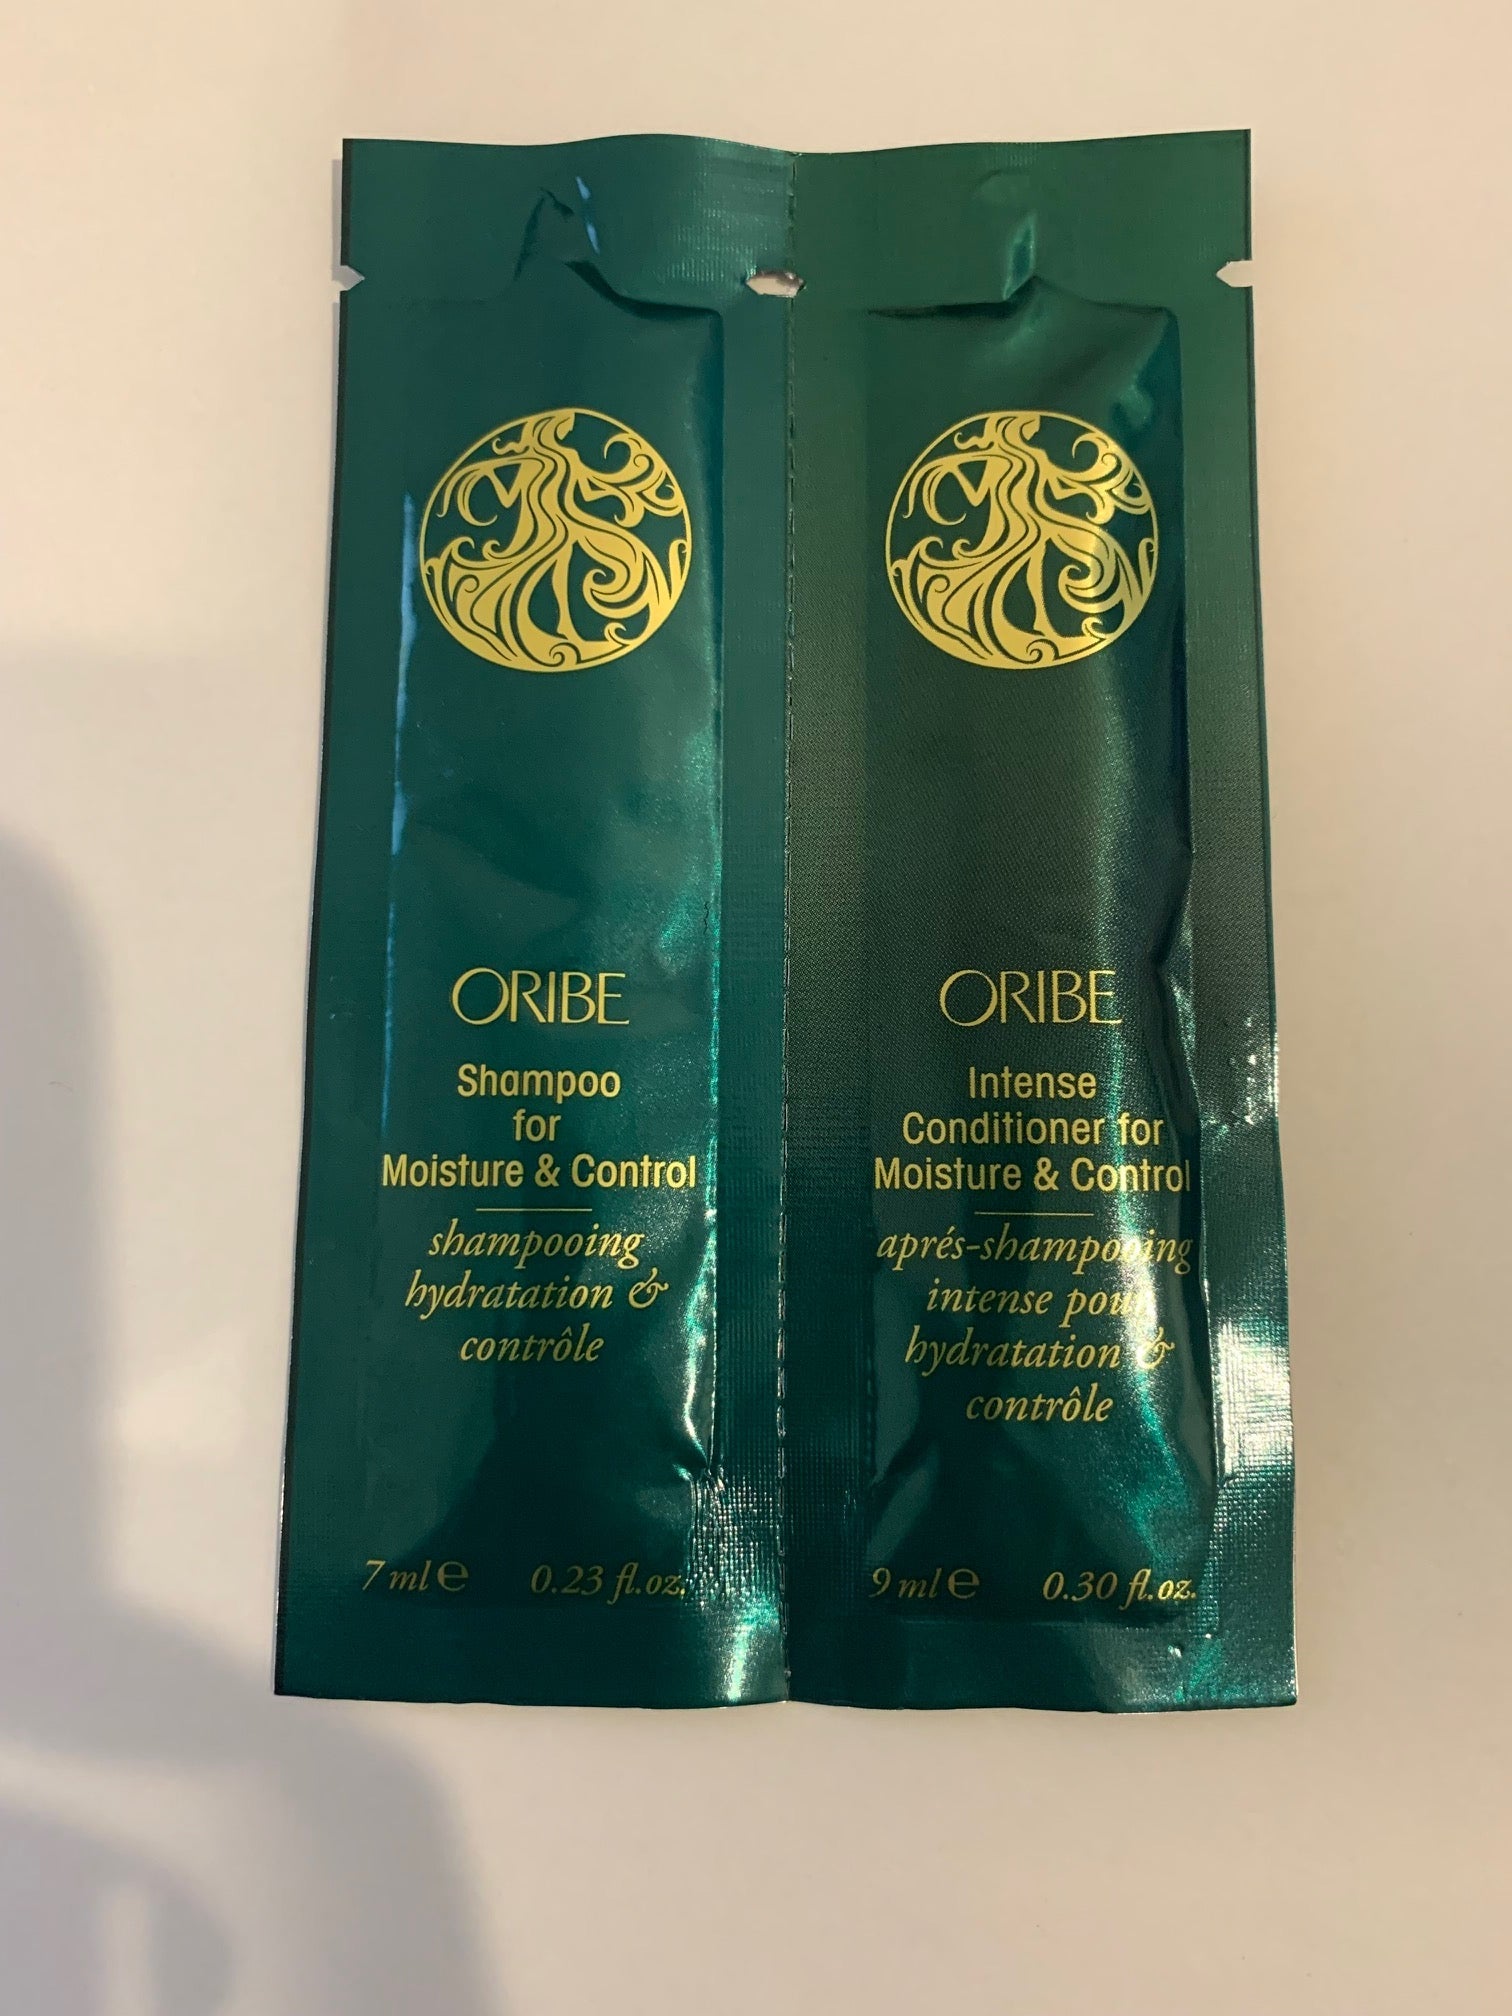 ORIBE
Shampoo
for
Moisture & Control
shampooing
hydratation &
contrôle
7 ml e 0.23 fl.oz.
ORIBE
Intense
Conditioner for
Moisture & Control
aprés-shampooing
intense pour
hydratation &
contrôle
9 ml e 0.30 fl.oz.